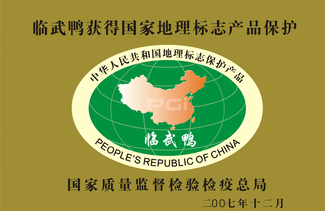 临武鸭获得国家地理标志产品保护
中华人民共和国地理标志保护产品
PGI
临武鸭
PEOPLE'S REPUBLIC OF CHINA
国家质量监督检验检疫总局
二00七年十二月